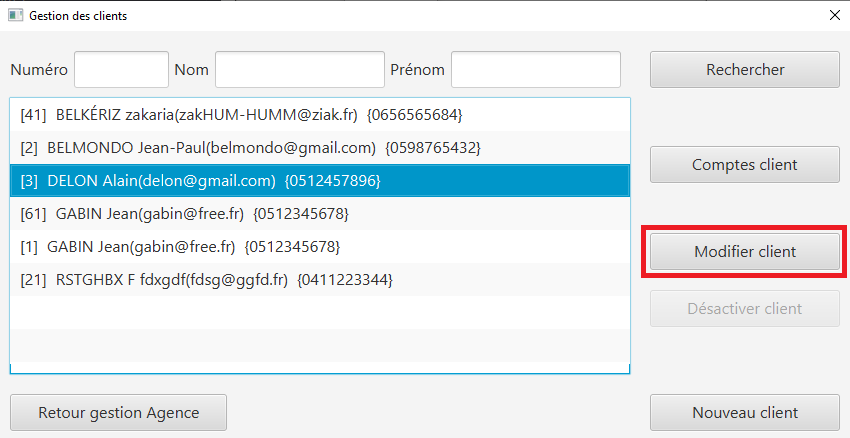 Gestion des clients
Numéro Nom Prénom Rechercher
[41] BELKÉRIZ zakaria(zakHUM-HUMM@ziak.fr) {0656565684}
[2] BELMONDO Jean-Paul(belmondo@gmail.com) {0598765432}
Comptes client
[3] DELON Alain(delon@gmail.com) {0512457896}
[61] GABIN Jean(gabin@free.fr) {0512345678}
[1] GABIN Jean(gabin@free.fr) {0512345678}
Modifier client
[21] RSTGHBX F fdxgdf(fdsg@ggfd.fr) {0411223344}
Désactiver client
Retour gestion Agence Nouveau client